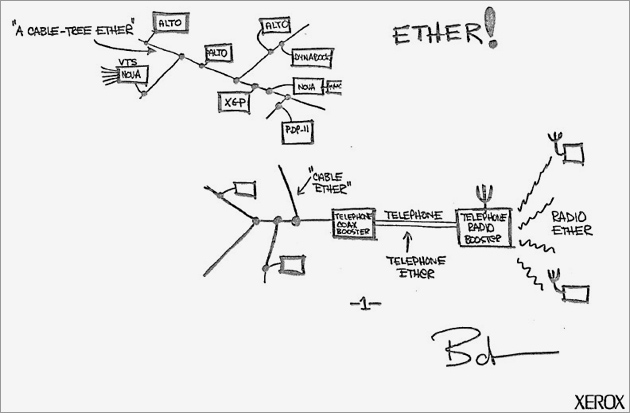 "A CABLE-TREE ETHER"
ALTO
ALTO
ETHER!
ALTO
DYNABOOK
VTS
NOVA
NOVA
XGP
PDP-11
"CABLE
ETHER"
TELEPHONE
COAX
BOOSTER
TELEPHONE
TELEPHONE
ETHER
TELEPHONE
RADIO
BOOSTER
RADIO
ETHER
-1-
Bob
XEROX